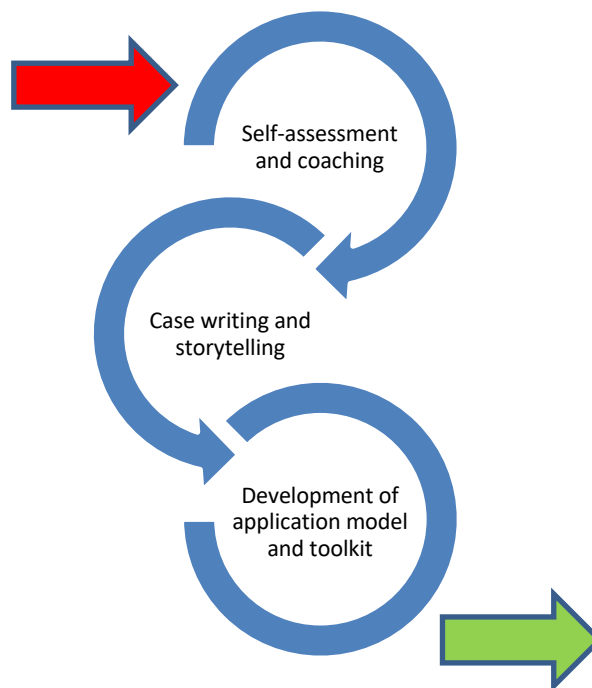 Self-assessment
and coaching
Case writing and
storytelling
Development of
application model
and toolkit